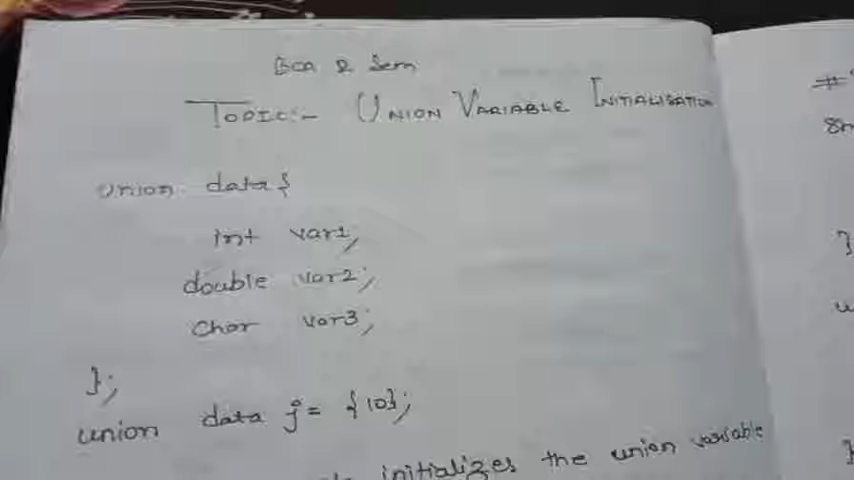 BCA 2 Sem
TOPIC:- UNION VARIABLE INITIALISATION
union data {
int var1;
double var2;
char var3;
};
union data j = {10};
initializes the union variable
#
}
}